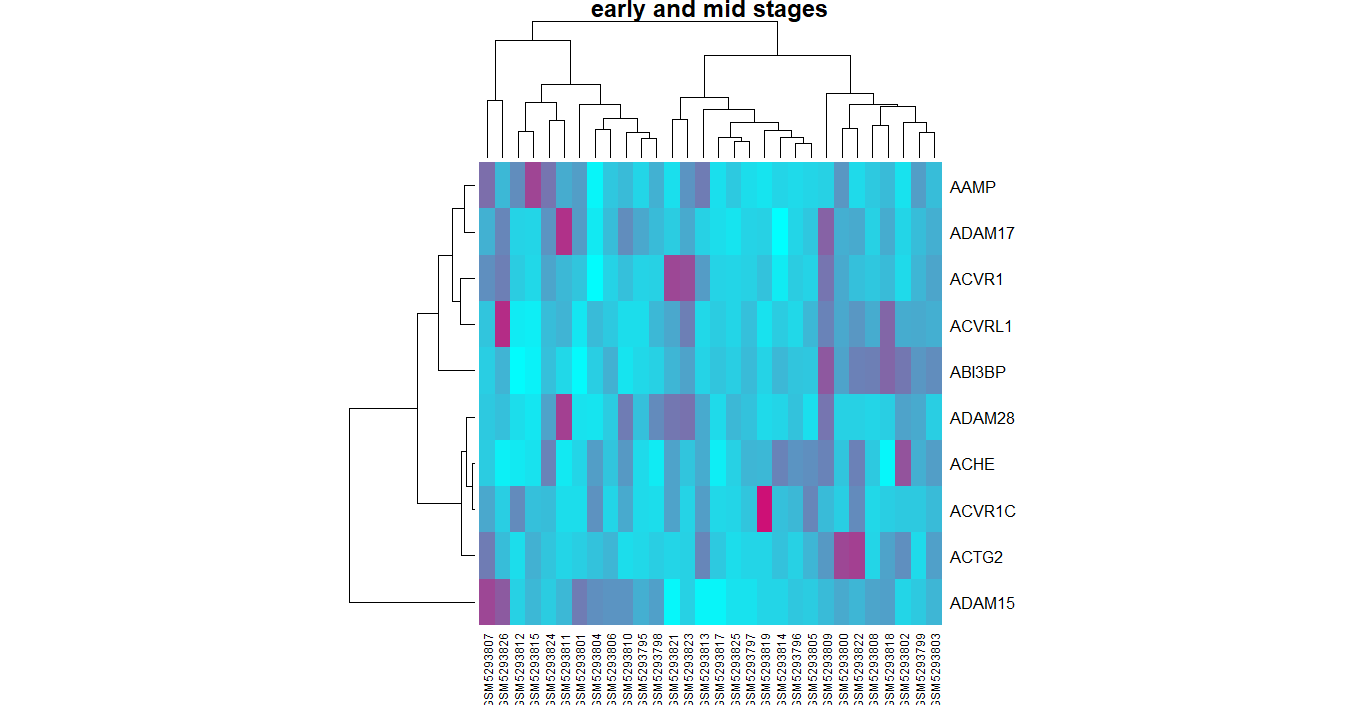 early and mid stages
AAMP
ADAM17
ACVR1
ACVRL1
ABI3BP
ADAM28
ACHE
ACVR1C
ACTG2
ADAM15
GSM5293807
GSM5293826
GSM5293812
GSM5293815
GSM5293824
GSM5293811
GSM5293801
GSM5293804
GSM5293806
GSM5293810
GSM5293795
GSM5293798
GSM5293821
GSM5293823
GSM5293813
GSM5293817
GSM5293825
GSM5293797
GSM5293819
GSM5293814
GSM5293796
GSM5293805
GSM5293809
GSM5293800
GSM5293822
GSM5293808
GSM5293818
GSM5293802
GSM5293799
GSM5293803